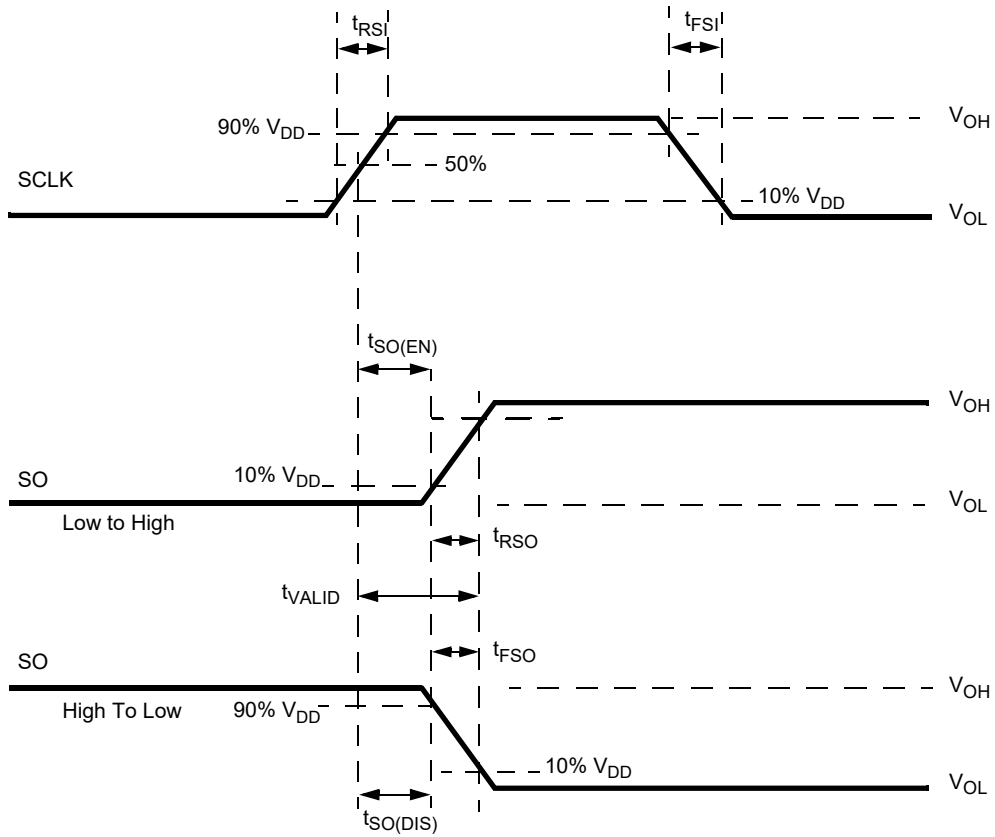 tRSI
tFSI
90% VDD
VOH
50%
SCLK
10% VDD
VOL
tSO(EN)
VOH
SO
10% VDD
VOL
Low to High
tRSO
tVALID
tFSO
SO
VOH
High To Low
90% VDD
10% VDD
VOL
tSO(DIS)